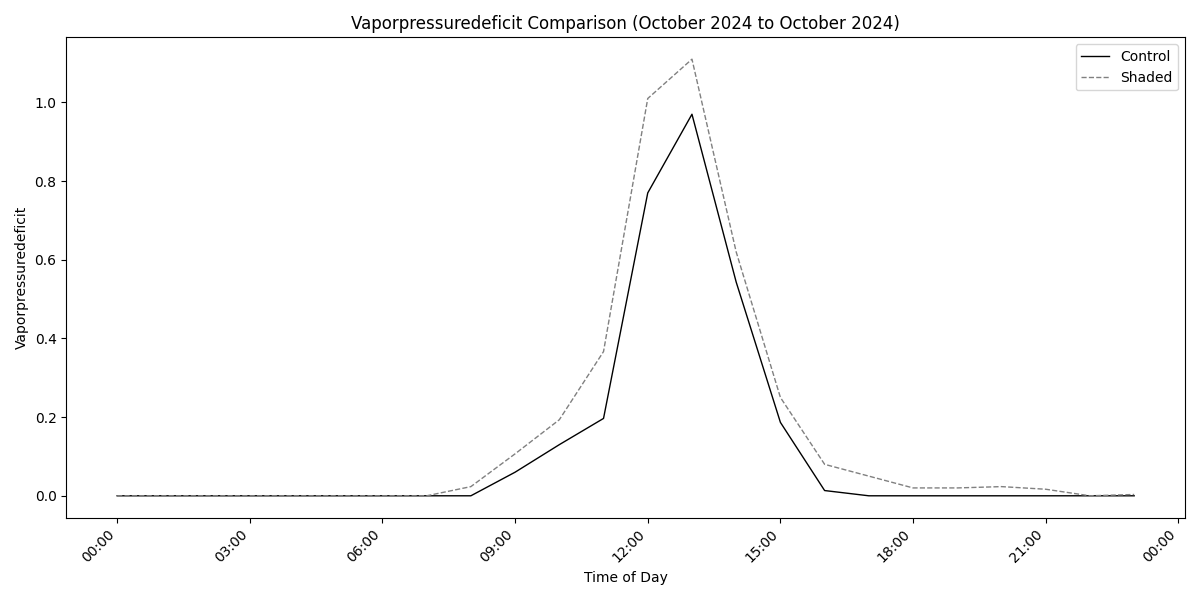 Vaporpressuredeficit Comparison (October 2024 to October 2024)
Control
Shaded
Vaporpressuredeficit
1.0
0.8
0.6
0.4
0.2
0.0
00:00 03:00 06:00 09:00 12:00 15:00 18:00 21:00 00:00
Time of Day